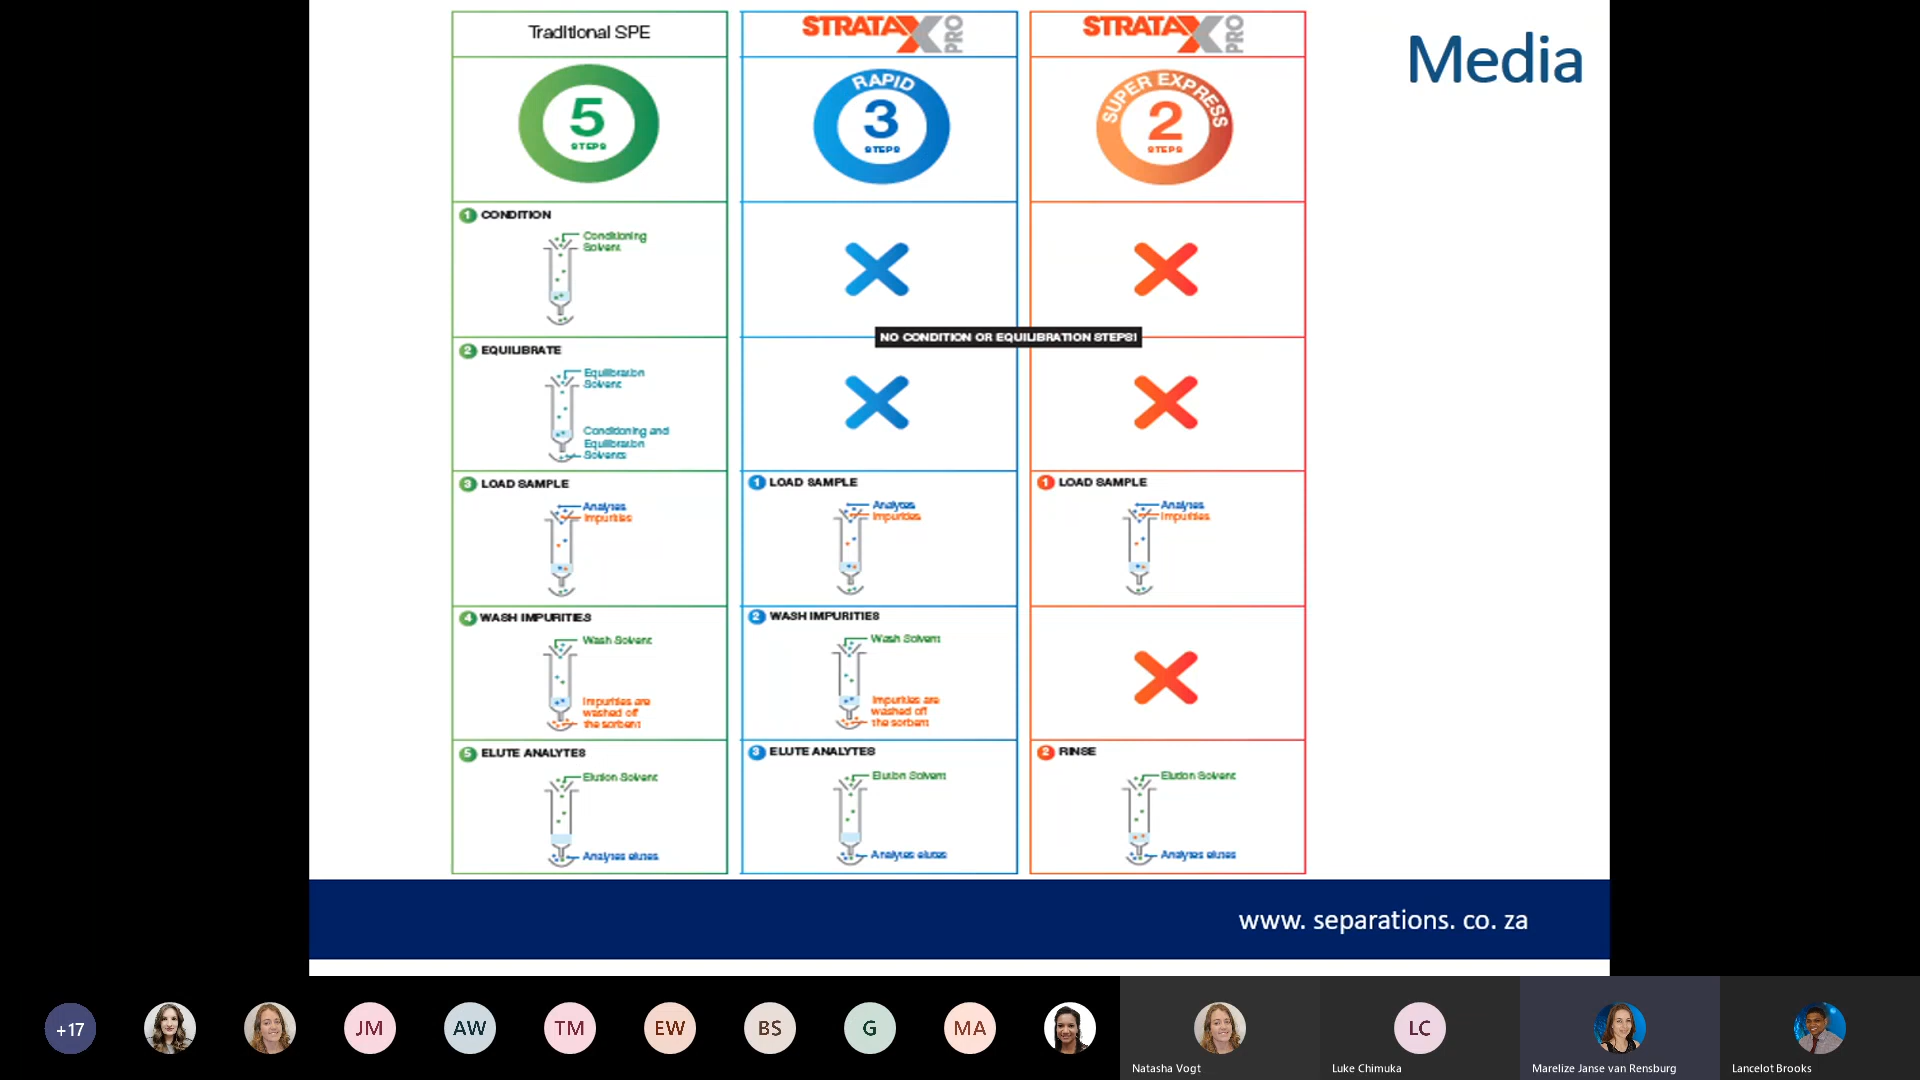 Media
Traditional SPE
5
STEPS
1 CONDITION
Conditioning
Solvent
2 EQUILIBRATE
Equilibration
Solvent
Conditioning and
Equilibration
Solvents
3 LOAD SAMPLE
Analytes
Impurities
4 WASH IMPURITIES
Wash Solvent
Impurities are
washed off
the sorbent
5 ELUTE ANALYTES
Elution Solvent
Analytes elutes
STRATA X PRO
RAPID
3
STEPS
NO CONDITION OR EQUILIBRATION STEPS!
1 LOAD SAMPLE
Analytes
Impurities
2 WASH IMPURITIES
Wash Solvent
Impurities are
washed off
the sorbent
3 ELUTE ANALYTES
Elution Solvent
Analytes elutes
STRATA X PRO
SUPER EXPRESS
2
STEPS
1 LOAD SAMPLE
Analytes
Impurities
2 RINSE
Elution Solvent
Analytes elutes
www. separations. co. za
+17
JM
AW
TM
EW
BS
G
MA
Natasha Vogt
LC
Luke Chimuka
Marelize Janse van Rensburg
Lancelot Brooks